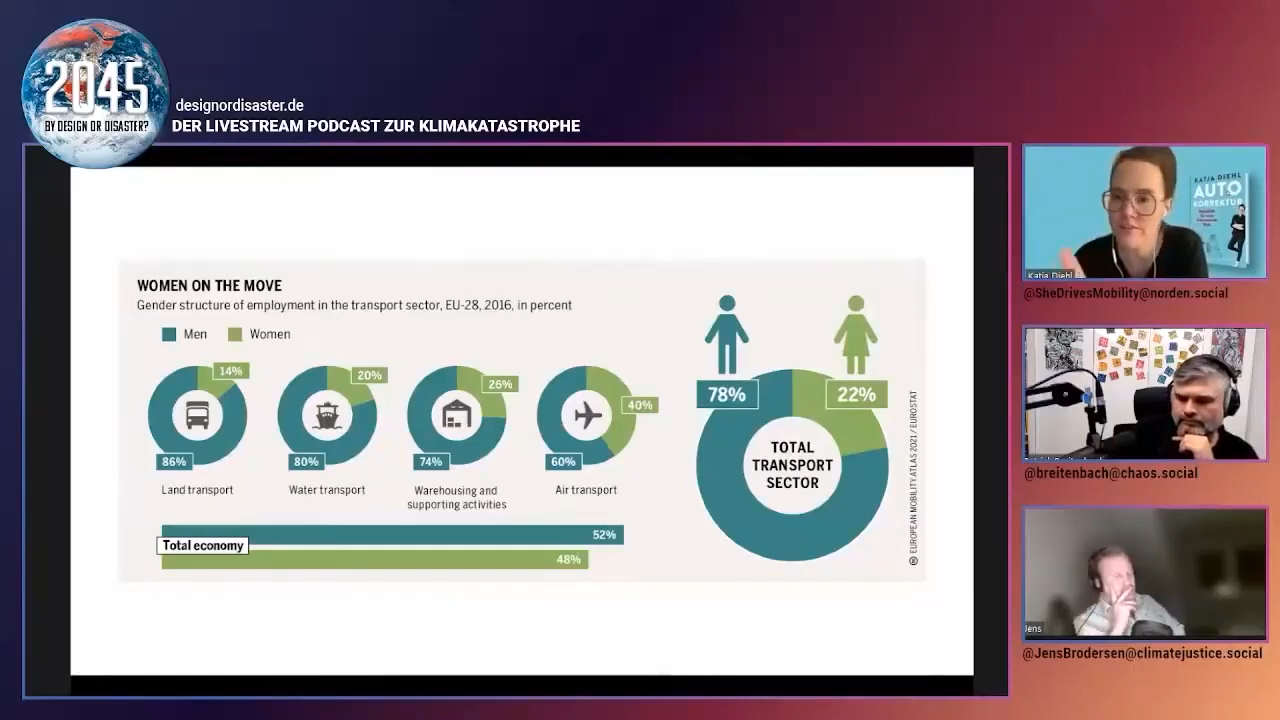 2045
BY DESIGN OR DISASTER?
designordisaster.de
DER LIVESTREAM PODCAST ZUR KLIMAKATASTROPHE
WOMEN ON THE MOVE
Gender structure of employment in the transport sector, EU-28, 2016, in percent
Men
Women
14%
86%
Land transport
20%
80%
Water transport
26%
74%
Warehousing and
supporting activities
40%
60%
Air transport
Total economy
52%
48%
78%
22%
TOTAL
TRANSPORT
SECTOR
EUROPEAN MOBILITY ATLAS 2021 / EUROSTAT
KATJA DIEHL
AUTO
KORREKTUR
Katja Diehl
@SheDrivesMobility@norden.social
@breitenbach@chaos.social
Jens
@JensBrodersen@climatejustice.social